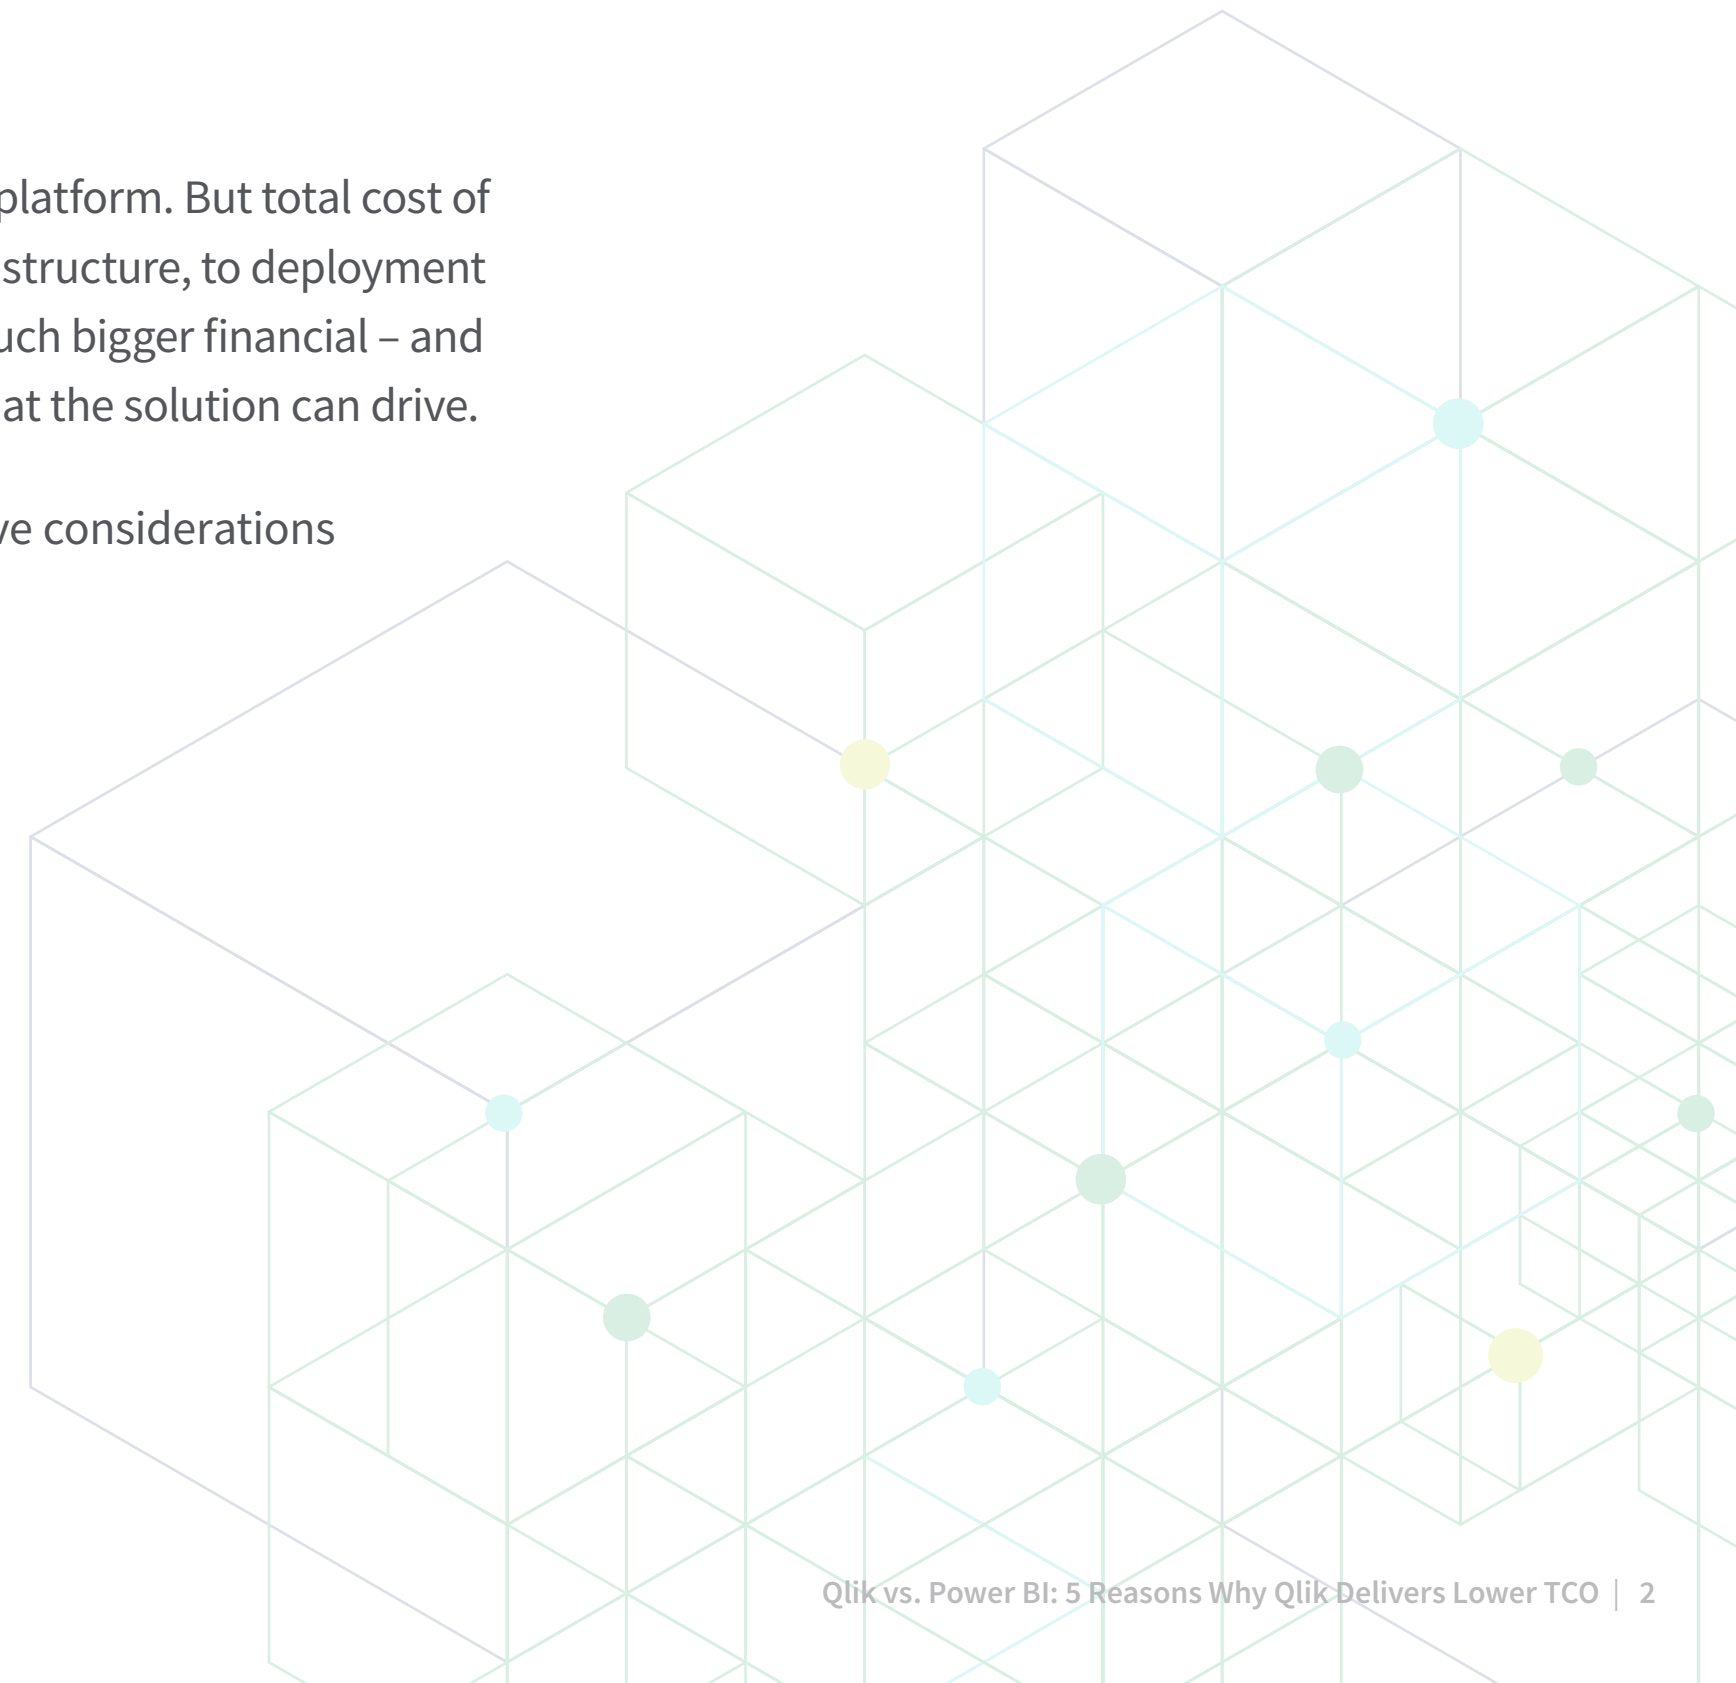 platform. But total cost of
structure, to deployment
uch bigger financial – and
at the solution can drive.
ve considerations
Qlik vs. Power BI: 5 Reasons Why Qlik Delivers Lower TCO | 2